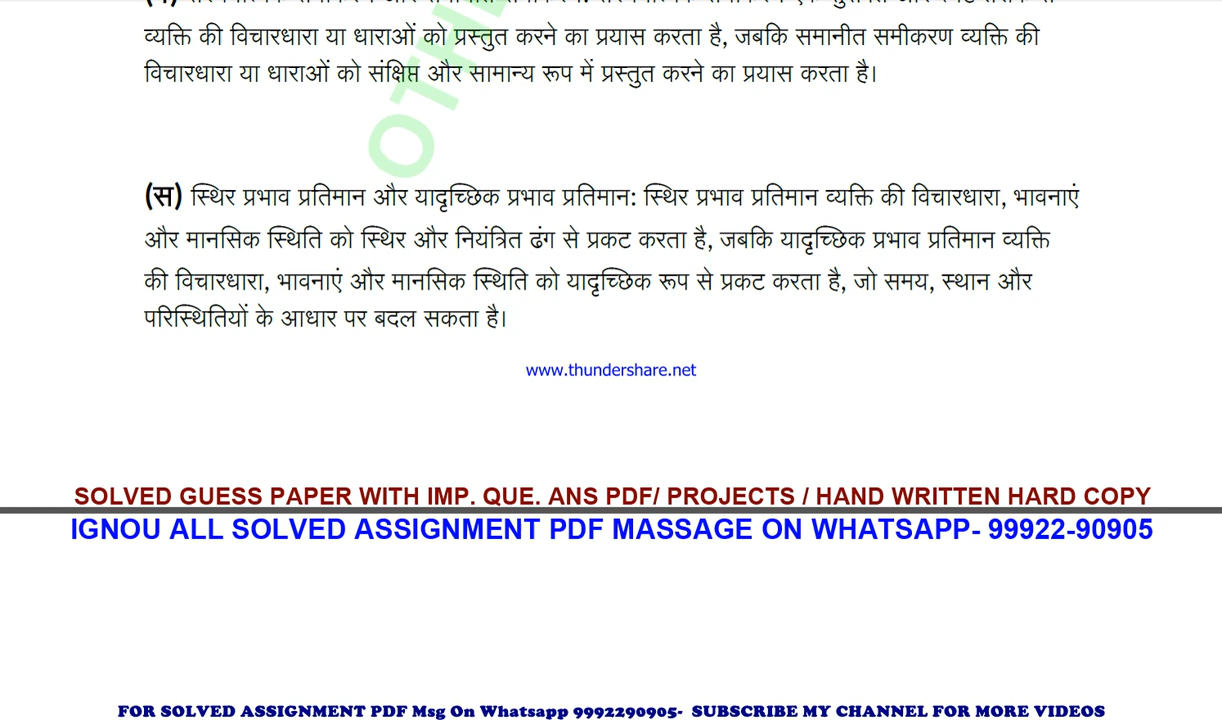 व्यक्ति की विचारधारा या धाराओं को प्रस्तुत करने का प्रयास करता है, जबकि समानीत समीकरण व्यक्ति की
विचारधारा या धाराओं को संक्षिप्त और सामान्य रूप में प्रस्तुत करने का प्रयास करता है।
(स) स्थिर प्रभाव प्रतिमान और यादृच्छिक प्रभाव प्रतिमान: स्थिर प्रभाव प्रतिमान व्यक्ति की विचारधारा, भावनाएं
और मानसिक स्थिति को स्थिर और नियंत्रित ढंग से प्रकट करता है, जबकि यादृच्छिक प्रभाव प्रतिमान व्यक्ति
की विचारधारा, भावनाएं और मानसिक स्थिति को यादृच्छिक रूप से प्रकट करता है, जो समय, स्थान और
परिस्थितियों के आधार पर बदल सकता है।
www.thundershare.net
SOLVED GUESS PAPER WITH IMP. QUE. ANS PDF/ PROJECTS / HAND WRITTEN HARD COPY
IGNOU ALL SOLVED ASSIGNMENT PDF MASSAGE ON WHATSAPP- 99922-90905
FOR SOLVED ASSIGNMENT PDF Msg On Whatsapp 9992290905- SUBSCRIBE MY CHANNEL FOR MORE VIDEOS